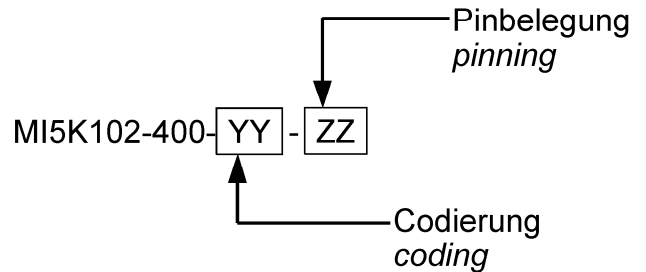 Pinbelegung
pinning
MI5K102-400-YY - ZZ
Codierung
coding